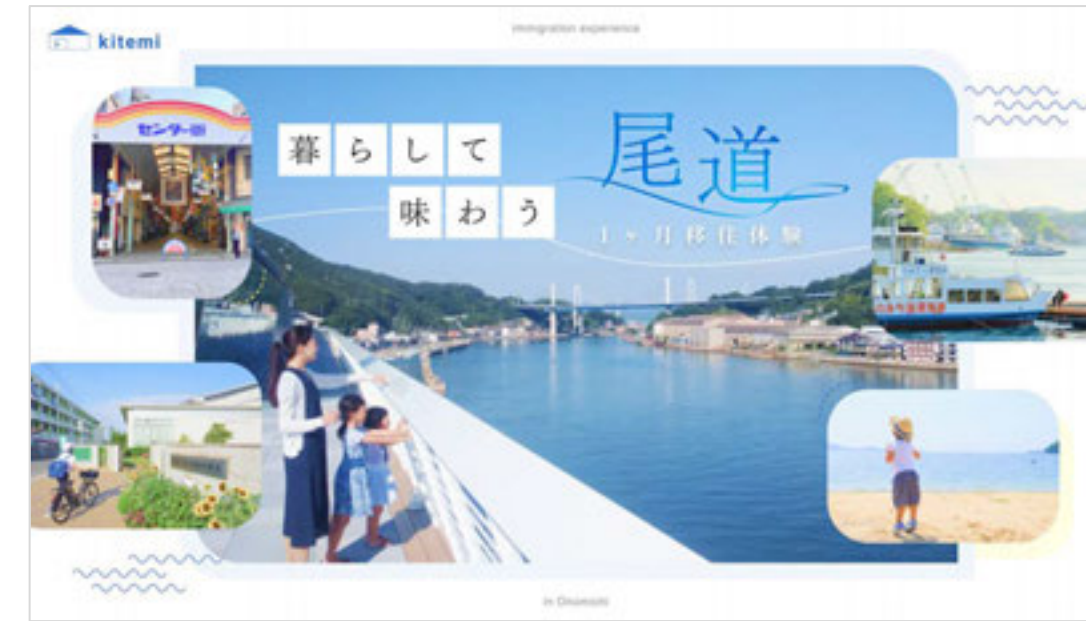 immigration experience
kitemi
センター街
暮らして
味わう
尾道
1ヶ月移住体験
in Onomichi